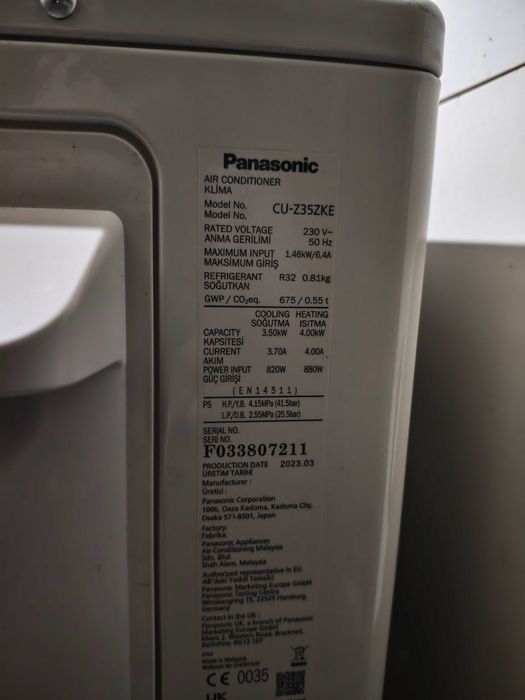 Panasonic
AIR CONDITIONER
KLİMA
Model No. CU-Z35ZKE
Model No.
RATED VOLTAGE 230 V~
ANMA GERİLİMİ 50 Hz
MAXIMUM INPUT 1.46kW/6.4A
MAKSİMUM GİRİŞ
REFRIGERANT R32 0.81kg
SOĞUTKAN
GWP / CO₂eq. 675 / 0.55 t
COOLING HEATING
SOĞUTMA ISITMA
CAPACITY 3.50kW 4.00kW
KAPSİTESİ
CURRENT 3.70A 4.00A
AKIM
POWER INPUT 820W 880W
GÜÇ GİRİŞİ
(EN14511)
PS H.P./Y.B. 4.15MPa (41.5bar)
L.P./D.B. 2.55MPa (25.5bar)
SERIAL NO.
SERİ NO.
F033807211
PRODUCTION DATE 2023.03
ÜRETİM TARİHİ
Manufacturer :
Üretici :
Panasonic Corporation
1006, Oaza Kadoma, Kadoma City,
Osaka 571-8501, Japan
Factory:
Fabrika:
Panasonic Appliances
Air-Conditioning Malaysia
Sdn. Bhd.
Shah Alam, Malaysia
Authorized representative in EU
AB'deki Yetkili Temsilci
Panasonic Marketing Europe GmbH
Panasonic Testing Centre
Winsbergring 15, 22525 Hamburg,
Germany
Contact in the UK :
Panasonic UK, a branch of Panasonic
Marketing Europe GmbH
Maxis 2, Western Road, Bracknell,
Berkshire, RG12 1RT
Made in Malaysia
CE 0035
UK